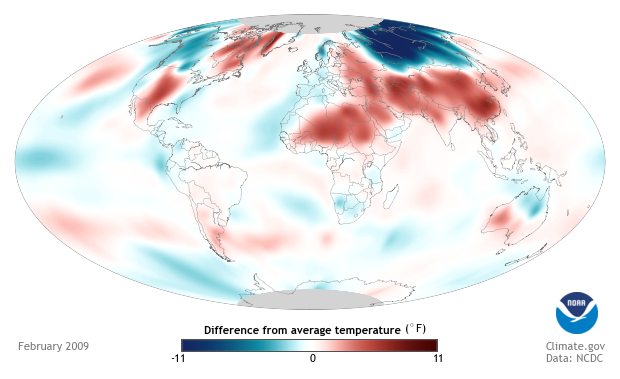 NOAA
Difference from average temperature (°F)
February 2009
-11 0 11
Climate.gov
Data: NCDC